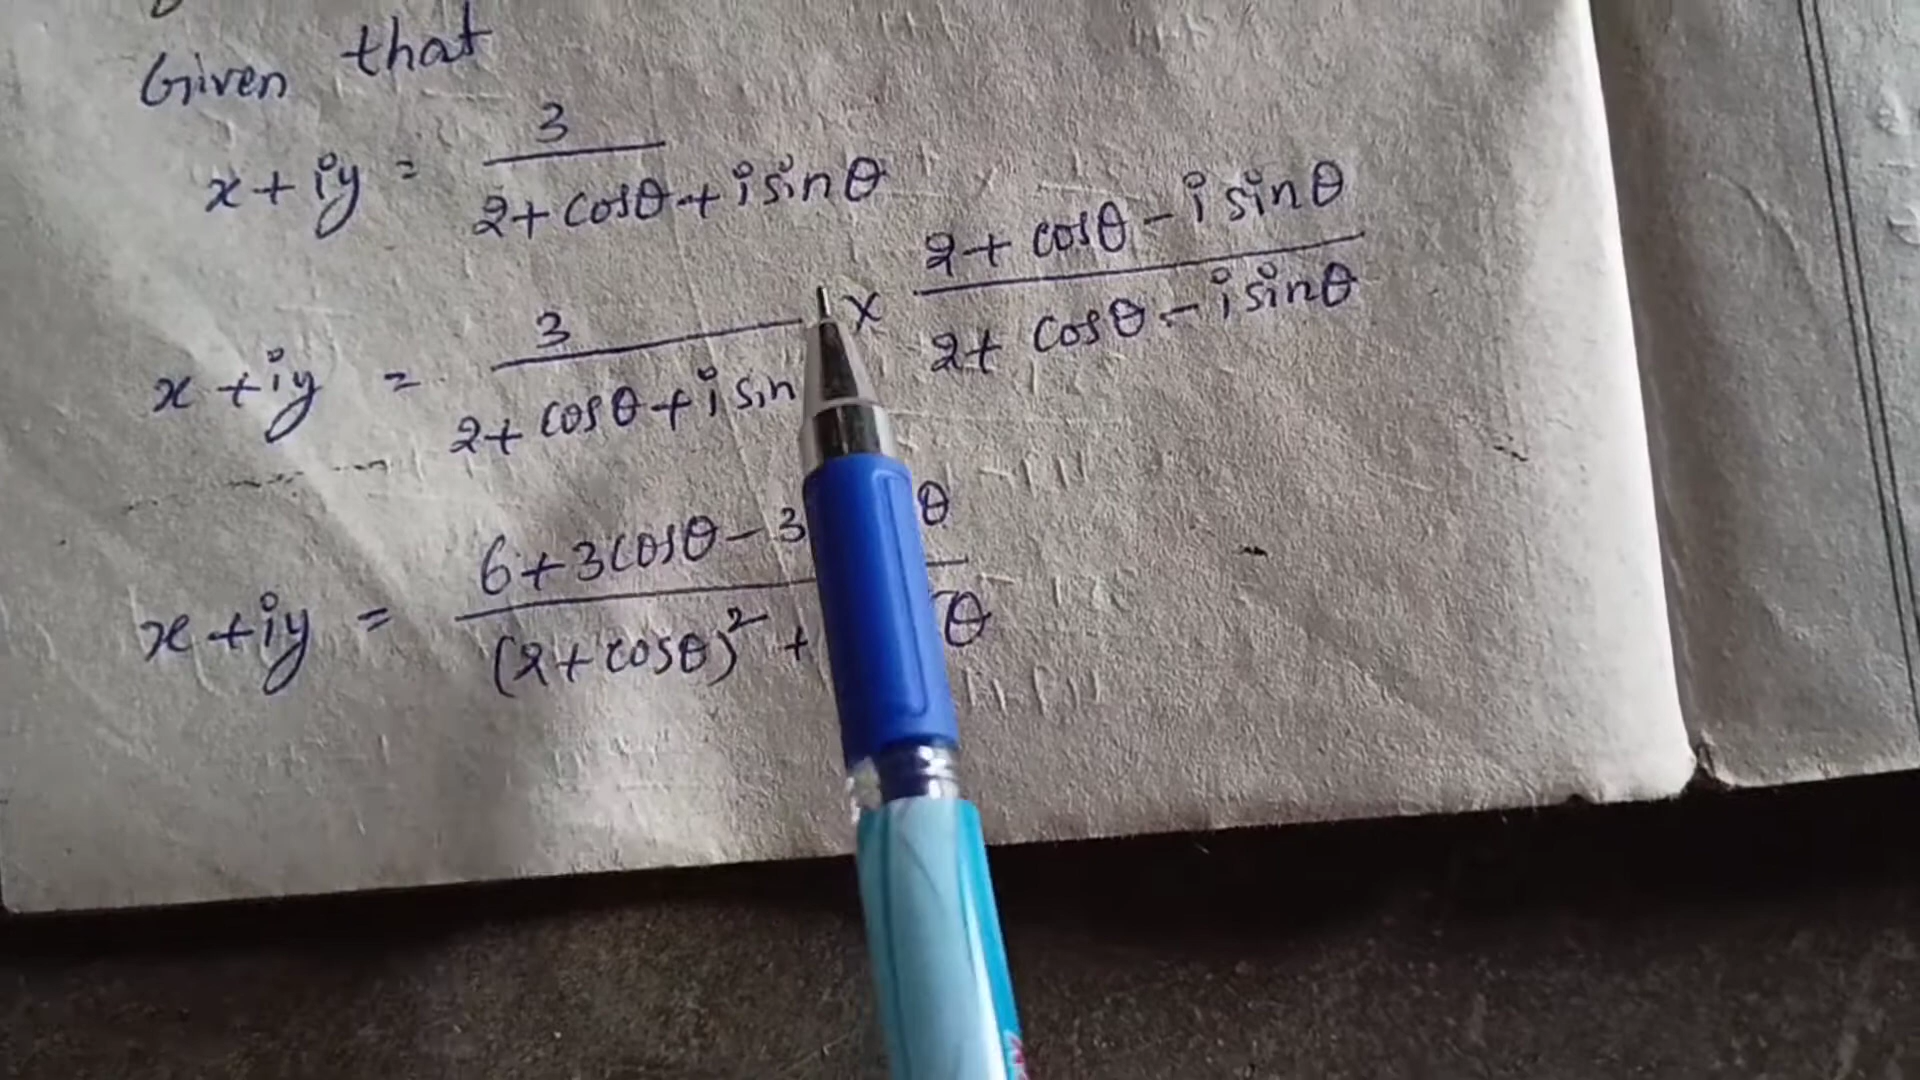 Given that
x + iy = 3 / 2 + cosθ + i sinθ
x + iy = 3 / 2 + cosθ + i sin × 2 + cosθ - i sinθ / 2 + cosθ - i sinθ
x + iy = 6 + 3cosθ - 3 θ / (2 + cosθ)² + θ